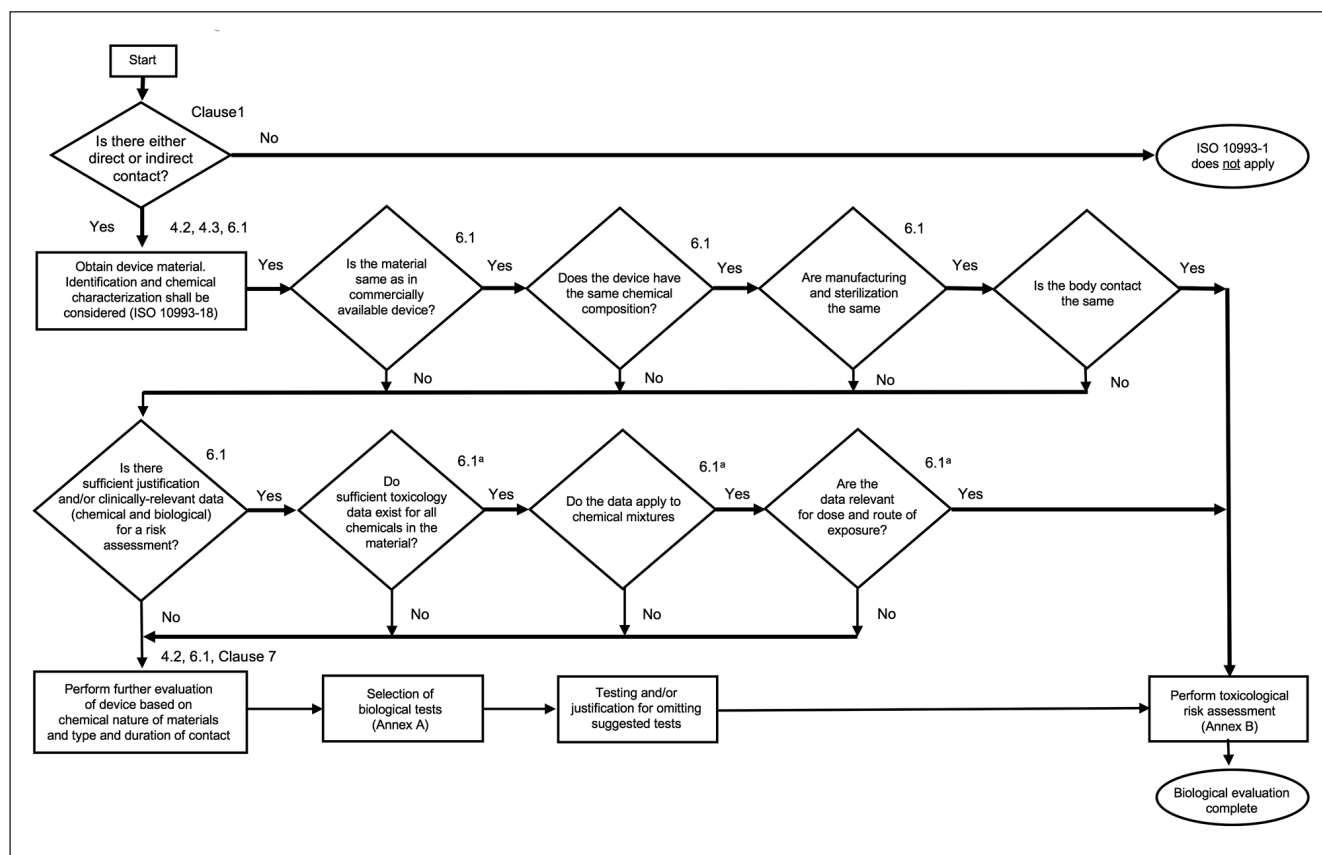 Start
Clause1
Is there either
direct or indirect
contact?
No
ISO 10993-1
does not apply
Yes
4.2, 4.3, 6.1
Obtain device material.
Identification and chemical
characterization shall be
considered (ISO 10993-18)
Yes
6.1
Is the material
same as in
commercially
available device?
Yes
No
6.1
Does the device have
the same chemical
composition?
Yes
No
6.1
Are manufacturing
and sterilization
the same
Yes
No
Is the body contact
the same
Yes
No
6.1
Is there
sufficient justification
and/or clinically-relevant data
(chemical and biological)
for a risk
assessment?
Yes
No
6.1ª
Do
sufficient toxicology
data exist for all
chemicals in the
material?
Yes
No
6.1ª
Do the data apply to
chemical mixtures
Yes
No
6.1ª
Are the
data relevant
for dose and route of
exposure?
Yes
No
4.2, 6.1, Clause 7
Perform further evaluation
of device based on
chemical nature of materials
and type and duration of contact
Selection of
biological tests
(Annex A)
Testing and/or
justification for omitting
suggested tests
Perform toxicological
risk assessment
(Annex B)
Biological evaluation
complete